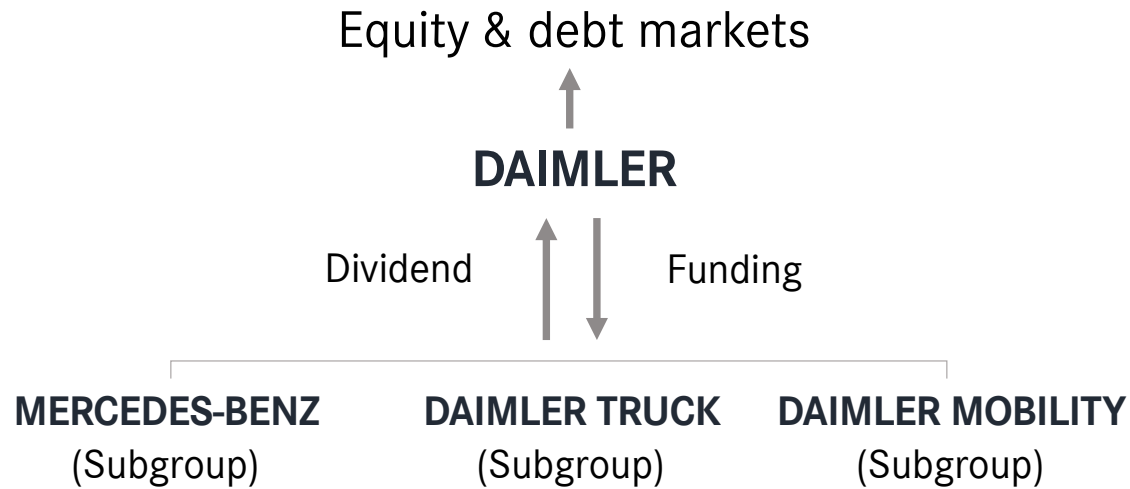 Equity & debt markets
DAIMLER
Dividend
Funding
MERCEDES-BENZ
(Subgroup)
DAIMLER TRUCK
(Subgroup)
DAIMLER MOBILITY
(Subgroup)